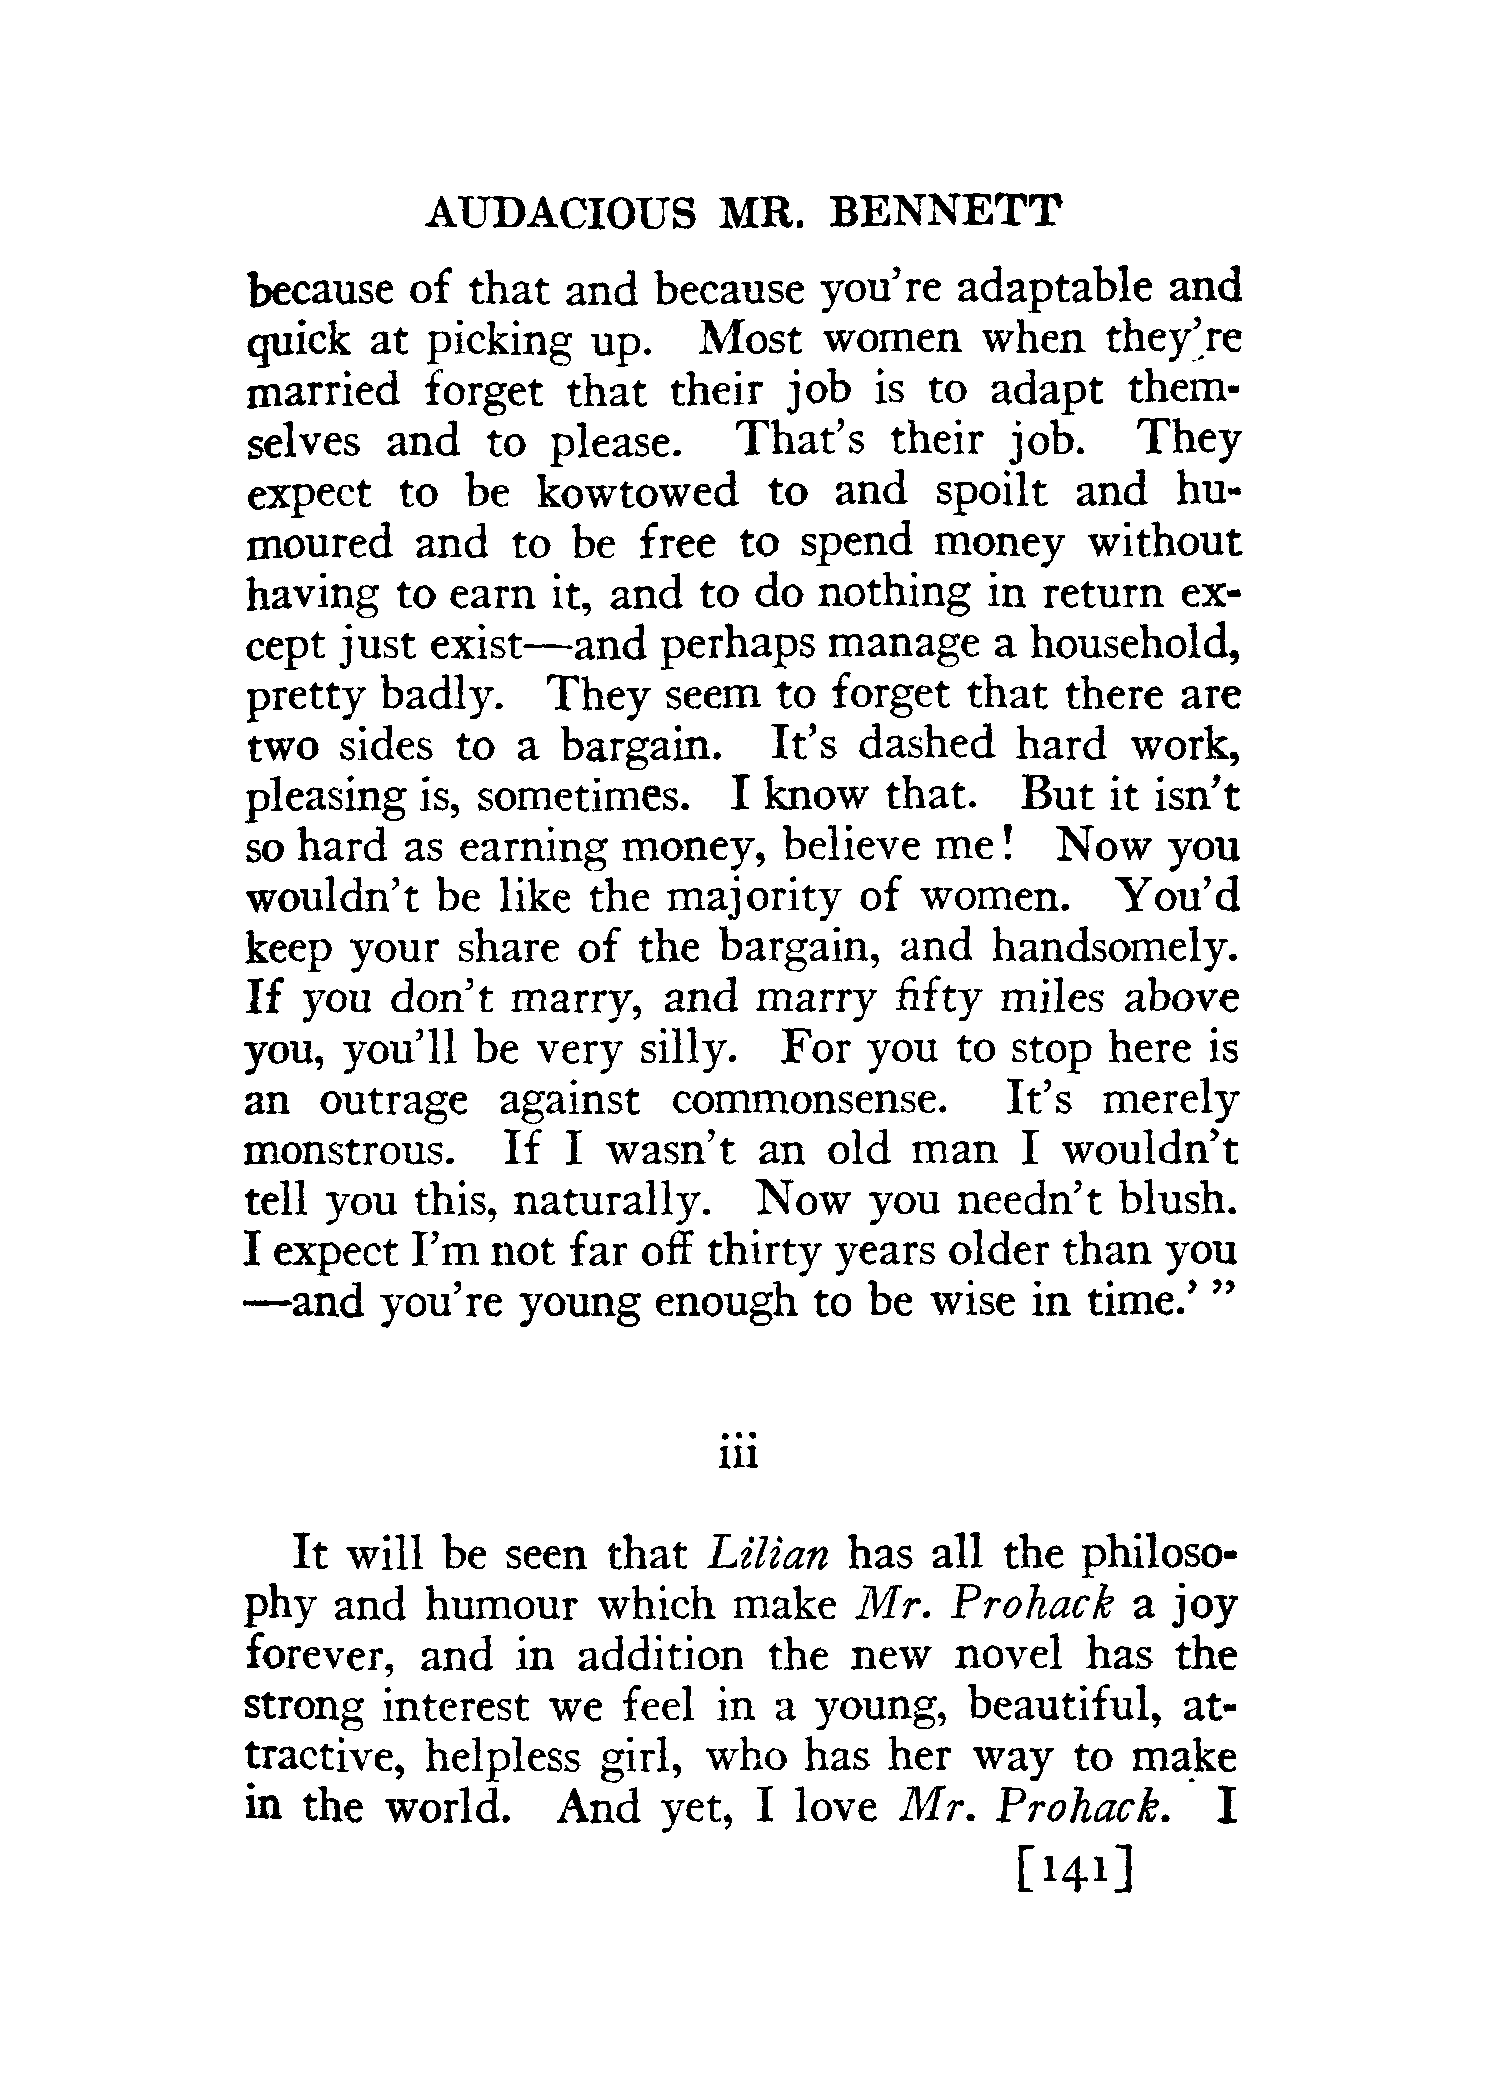 AUDACIOUS MR. BENNETT
because of that and because you're adaptable and
quick at picking up. Most women when they're
married forget that their job is to adapt them-
selves and to please. That's their job. They
expect to be kowtowed to and spoilt and hu-
moured and to be free to spend money without
having to earn it, and to do nothing in return ex-
cept just exist—and perhaps manage a household,
pretty badly. They seem to forget that there are
two sides to a bargain. It's dashed hard work,
pleasing is, sometimes. I know that. But it isn't
so hard as earning money, believe me! Now you
wouldn't be like the majority of women. You'd
keep your share of the bargain, and handsomely.
If you don't marry, and marry fifty miles above
you, you'll be very silly. For you to stop here is
an outrage against commonsense. It's merely
monstrous. If I wasn't an old man I wouldn't
tell you this, naturally. Now you needn't blush.
I expect I'm not far off thirty years older than you
—and you're young enough to be wise in time.' ”
iii
It will be seen that Lilian has all the philoso-
phy and humour which make Mr. Prohack a joy
forever, and in addition the new novel has the
strong interest we feel in a young, beautiful, at-
tractive, helpless girl, who has her way to make
in the world. And yet, I love Mr. Prohack. I
[141]